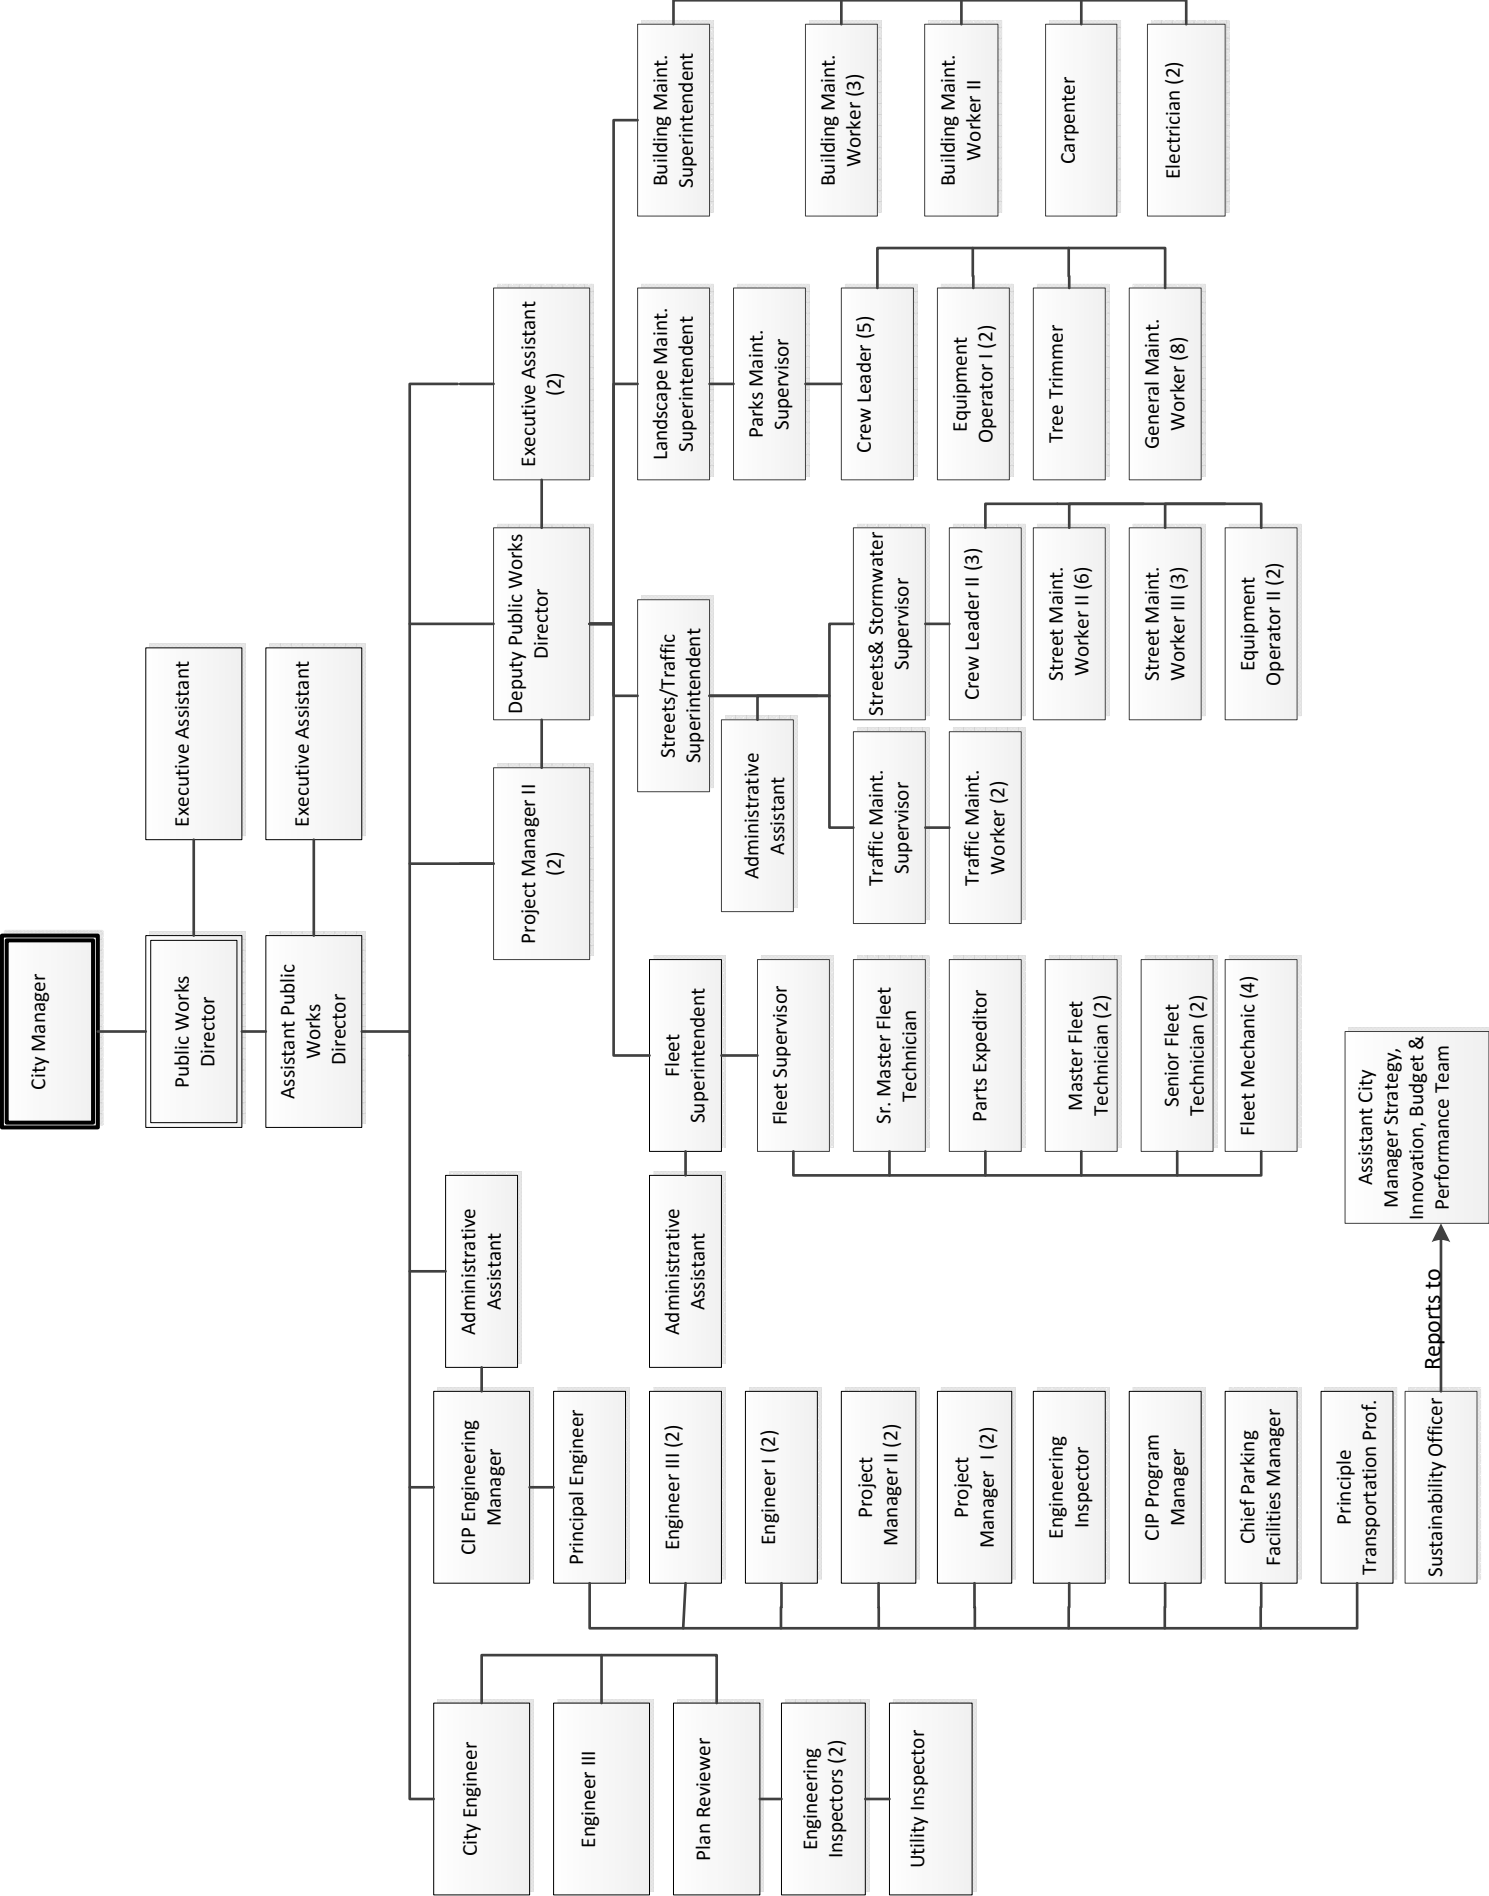 City Manager
Public Works
Director
Executive Assistant
Assistant Public
Works
Director
Executive Assistant
City Engineer
Engineer III
Plan Reviewer
Engineering
Inspectors (2)
Utility Inspector
CIP Engineering
Manager
Administrative
Assistant
Principal Engineer
Engineer III (2)
Engineer I (2)
Project
Manager II (2)
Project
Manager I (2)
Engineering
Inspector
CIP Program
Manager
Chief Parking
Facilities Manager
Principle
Transportation Prof.
Sustainability Officer
Reports to
Assistant City
Manager Strategy,
Innovation, Budget &
Performance Team
Project Manager II
(2)
Deputy Public Works
Director
Executive Assistant
(2)
Administrative
Assistant
Fleet
Superintendent
Fleet Supervisor
Sr. Master Fleet
Technician
Parts Expeditor
Master Fleet
Technician (2)
Senior Fleet
Technician (2)
Fleet Mechanic (4)
Streets/Traffic
Superintendent
Administrative
Assistant
Traffic Maint.
Supervisor
Traffic Maint.
Worker (2)
Streets& Stormwater
Supervisor
Crew Leader II (3)
Street Maint.
Worker II (6)
Street Maint.
Worker III (3)
Equipment
Operator II (2)
Landscape Maint.
Superintendent
Parks Maint.
Supervisor
Crew Leader (5)
Equipment
Operator I (2)
Tree Trimmer
General Maint.
Worker (8)
Building Maint.
Superintendent
Building Maint.
Worker (3)
Building Maint.
Worker II
Carpenter
Electrician (2)